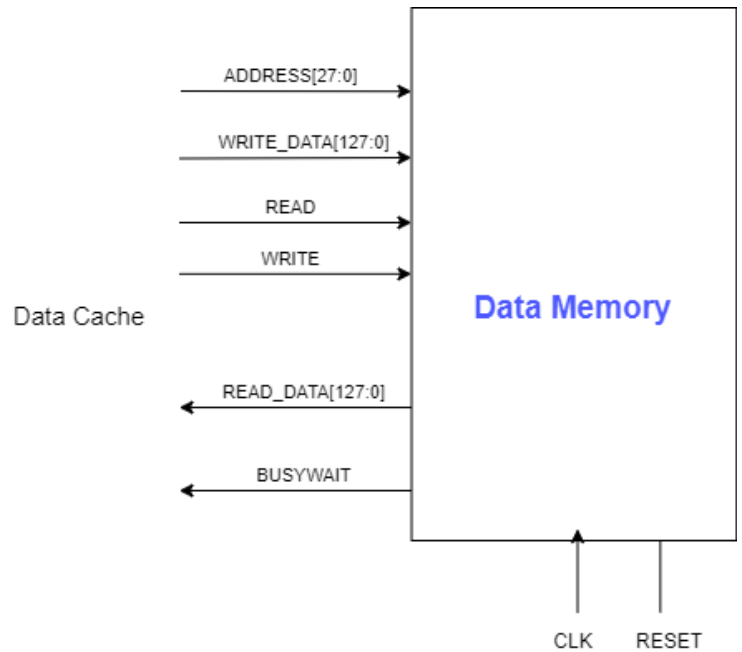 ADDRESS[27:0]
WRITE_DATA[127:0]
READ
WRITE
Data Memory
Data Cache
READ_DATA[127:0]
BUSYWAIT
CLK
RESET